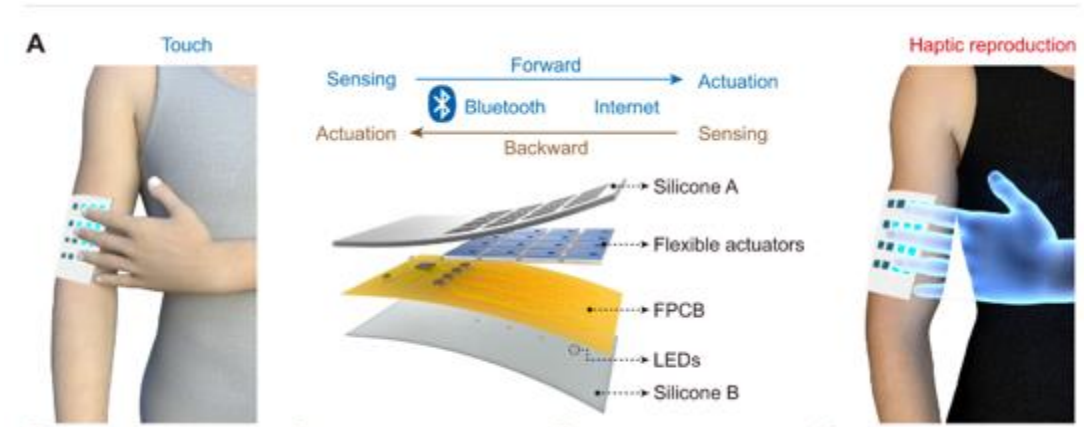 A
Touch
Haptic reproduction
Sensing
Forward
Actuation
Bluetooth
Internet
Actuation
Backward
Sensing
Silicone A
Flexible actuators
FPCB
LEDs
Silicone B